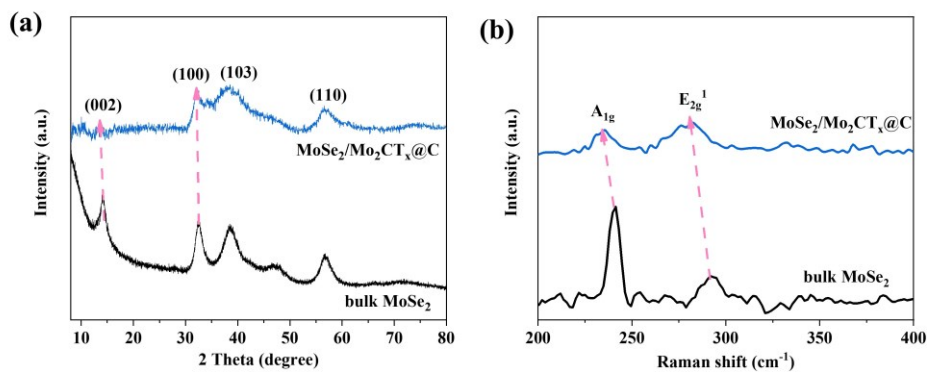 (a)
Intensity (a.u.)
(002)
(100)
(103)
(110)
MoSe₂/Mo₂CTₓ@C
bulk MoSe₂
10 20 30 40 50 60 70 80
2 Theta (degree)
(b)
Intensity (a.u.)
A₁g
E₂g¹
MoSe₂/Mo₂CTₓ@C
bulk MoSe₂
200 250 300 350 400
Raman shift (cm⁻¹)